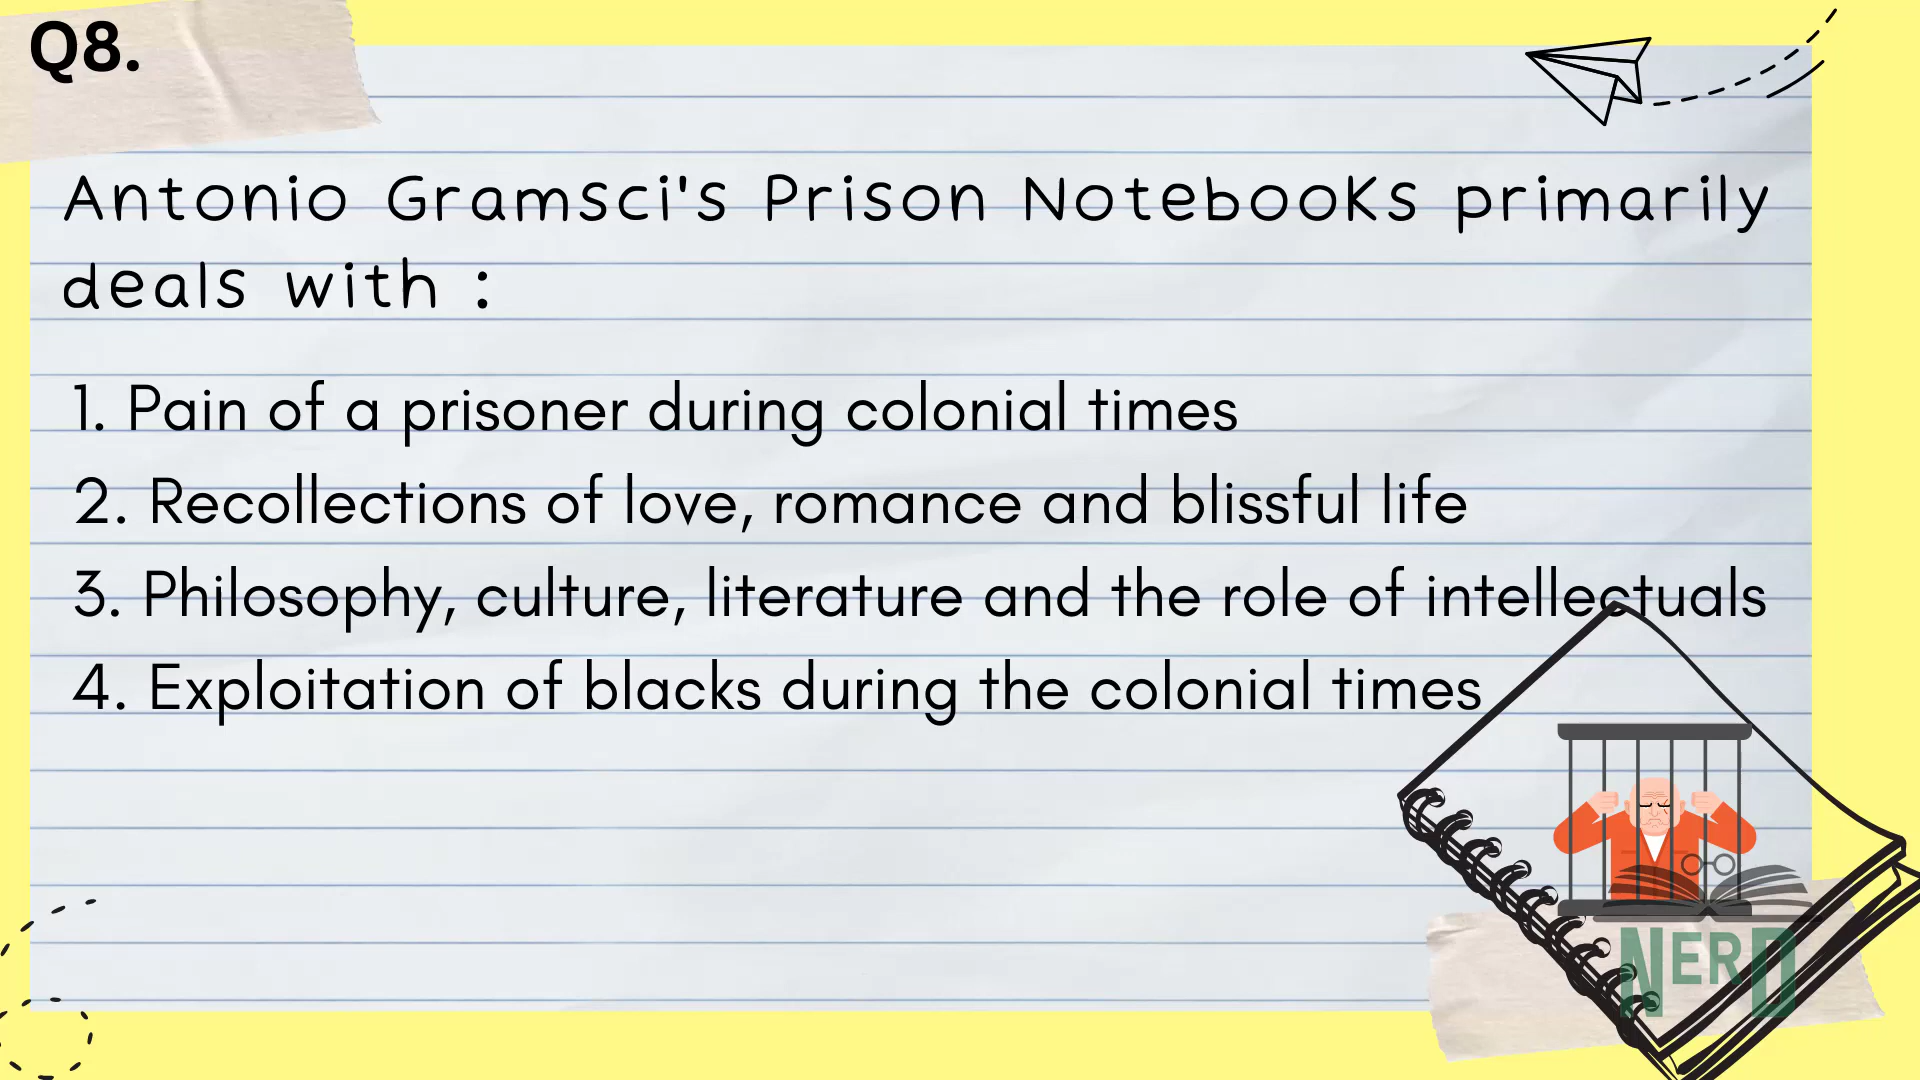 Q8.
Antonio Gramsci's Prison Notebooks primarily
deals with :
1. Pain of a prisoner during colonial times
2. Recollections of love, romance and blissful life
3. Philosophy, culture, literature and the role of intellectuals
4. Exploitation of blacks during the colonial times
NERD